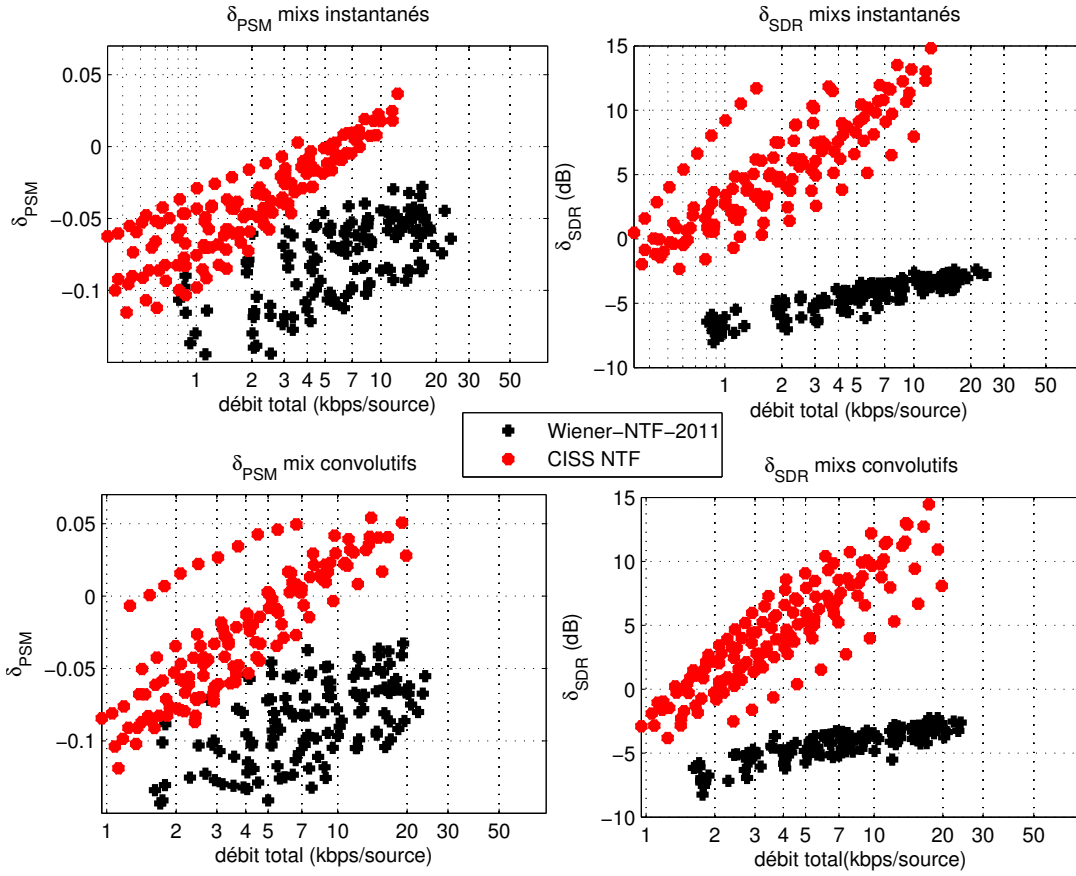 δPSM mixs instantanés
0.05
0
−0.05
−0.1
δPSM
1 2 3 4 5 7 10 20 30 50
débit total (kbps/source)
δSDR mixs instantanés
15
10
5
0
−5
−10
δSDR (dB)
1 2 3 4 5 7 10 20 30 50
débit total (kbps/source)
Wiener−NTF−2011
CISS NTF
δPSM mix convolutifs
0.05
0
−0.05
−0.1
δPSM
1 2 3 4 5 7 10 20 30 50
débit total (kbps/source)
δSDR mixs convolutifs
15
10
5
0
−5
−10
δSDR (dB)
1 2 3 4 5 7 10 20 30 50
débit total(kbps/source)